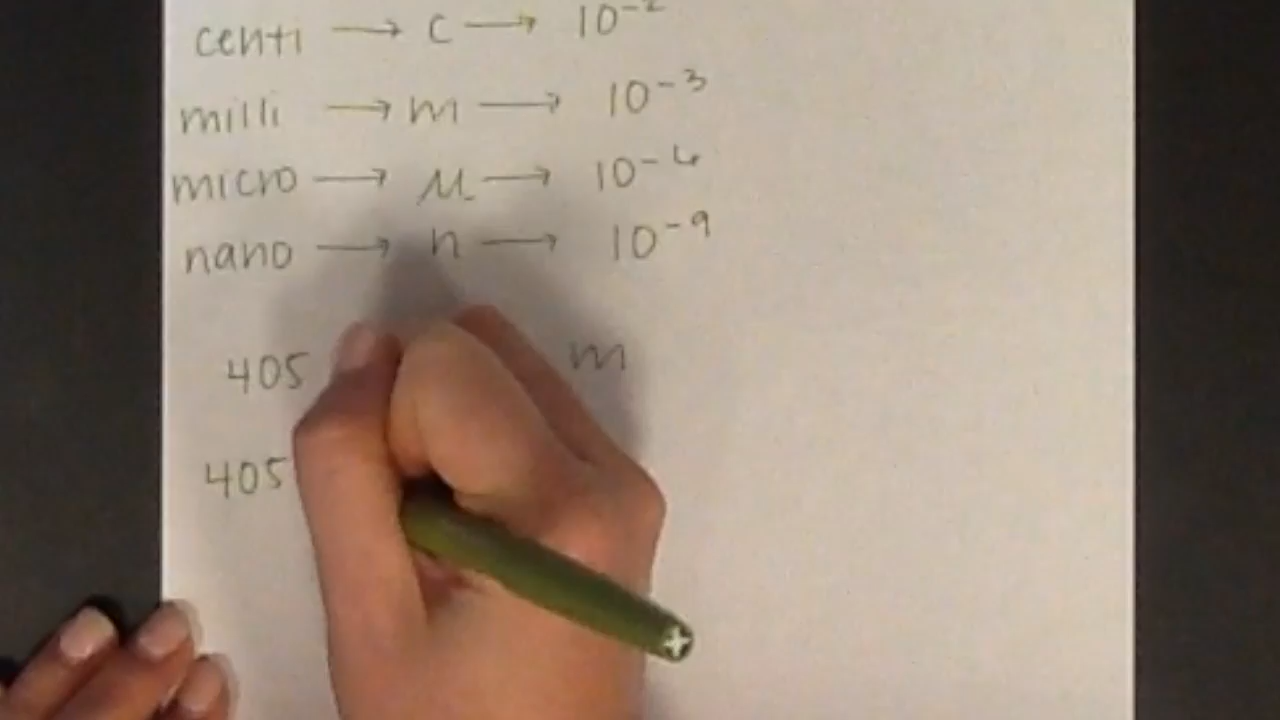 centi → c → 10⁻²
milli → m → 10⁻³
micro → μ → 10⁻⁶
nano → n → 10⁻⁹
405 m
405